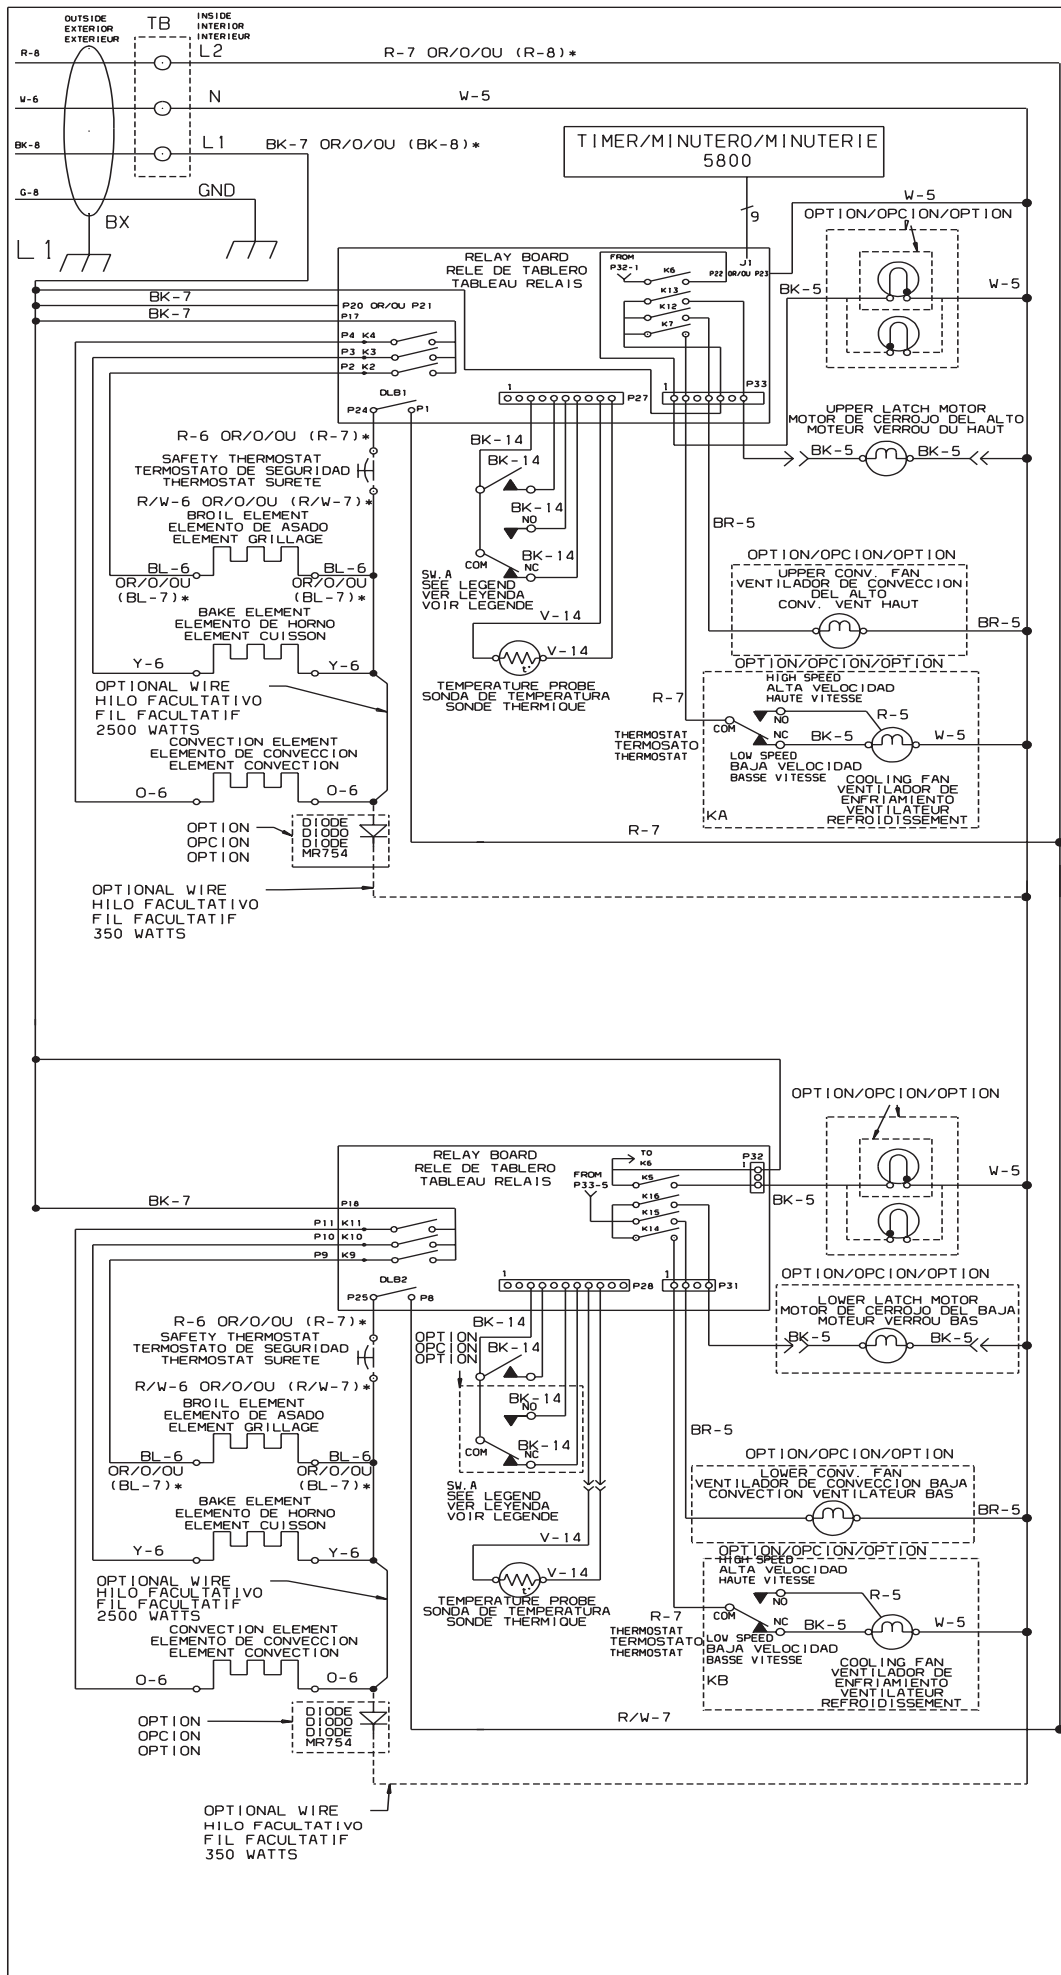 OUTSIDE
EXTERIOR
EXTERIEUR
TB
INSIDE
INTERIOR
INTERIEUR
R-8
L2
R-7 OR/O/OU (R-8)*
W-6
N
W-5
BK-8
L1
BK-7 OR/O/OU (BK-8)*
TIMER/MINUTERO/MINUTERIE
5800
G-8
GND
BX
L1
9
W-5
OPTION/OPCION/OPTION
RELAY BOARD
RELE DE TABLERO
TABLEAU RELAIS
FROM
P32-1
K6
J1
P22 OR/OU P23
K13
K12
K7
BK-5
W-5
BK-7
P20 OR/OU P21
BK-7
P17
P4 K4
P3 K3
P2 K2
DLB1
P24
P1
1
P27
1
P33
UPPER LATCH MOTOR
MOTOR DE CERROJO DEL ALTO
MOTEUR VERROU DU HAUT
BK-5
BK-5
R-6 OR/O/OU (R-7)*
SAFETY THERMOSTAT
TERMOSTATO DE SEGURIDAD
THERMOSTAT SURETE
R/W-6 OR/O/OU (R/W-7)*
BROIL ELEMENT
ELEMENTO DE ASADO
ELEMENT GRILLAGE
BK-14
BK-14
BK-14
NO
BK-14
COM
NC
SW.A
SEE LEGEND
VER LEYENDA
VOIR LEGENDE
BR-5
BL-6
OR/O/OU
(BL-7)*
BL-6
OR/O/OU
(BL-7)*
OPTION/OPCION/OPTION
UPPER CONV. FAN
VENTILADOR DE CONVECCION
DEL ALTO
CONV. VENT HAUT
BR-5
BAKE ELEMENT
ELEMENTO DE HORNO
ELEMENT CUISSON
Y-6
Y-6
V-14
V-14
t°
TEMPERATURE PROBE
SONDA DE TEMPERATURA
SONDE THERMIQUE
OPTIONAL WIRE
HILO FACULTATIVO
FIL FACULTATIF
2500 WATTS
R-7
OPTION/OPCION/OPTION
HIGH SPEED
ALTA VELOCIDAD
HAUTE VITESSE
COM
NO
R-5
THERMOSTAT
TERMOSATO
THERMOSTAT
NC
BK-5
W-5
LOW SPEED
BAJA VELOCIDAD
BASSE VITESSE
COOLING FAN
VENTILADOR DE
ENFRIAMIENTO
VENTILATEUR
REFROIDISSEMENT
KA
CONVECTION ELEMENT
ELEMENTO DE CONVECCION
ELEMENT CONVECTION
O-6
O-6
OPTION
OPCION
OPTION
DIODE
DIODO
DIODE
MR754
R-7
OPTIONAL WIRE
HILO FACULTATIVO
FIL FACULTATIF
350 WATTS
OPTION/OPCION/OPTION
RELAY BOARD
RELE DE TABLERO
TABLEAU RELAIS
TO
K6
P32
1
FROM
P33-5
K5
K16
K15
K14
BK-5
W-5
BK-7
P18
P11 K11
P10 K10
P9 K9
DLB2
P25
P8
1
P28
1
P31
OPTION/OPCION/OPTION
LOWER LATCH MOTOR
MOTOR DE CERROJO DEL BAJA
MOTEUR VERROU BAS
BK-5
BK-5
R-6 OR/O/OU (R-7)*
SAFETY THERMOSTAT
TERMOSTATO DE SEGURIDAD
THERMOSTAT SURETE
R/W-6 OR/O/OU (R/W-7)*
BROIL ELEMENT
ELEMENTO DE ASADO
ELEMENT GRILLAGE
BK-14
OPTION
OPCION
OPTION
BK-14
BK-14
NO
BK-14
COM
NC
SW.A
SEE LEGEND
VER LEYENDA
VOIR LEGENDE
BR-5
BL-6
OR/O/OU
(BL-7)*
BL-6
OR/O/OU
(BL-7)*
OPTION/OPCION/OPTION
LOWER CONV. FAN
VENTILADOR DE CONVECCION BAJA
CONVECTION VENTILATEUR BAS
BR-5
BAKE ELEMENT
ELEMENTO DE HORNO
ELEMENT CUISSON
Y-6
Y-6
V-14
V-14
t°
TEMPERATURE PROBE
SONDA DE TEMPERATURA
SONDE THERMIQUE
OPTIONAL WIRE
HILO FACULTATIVO
FIL FACULTATIF
2500 WATTS
OPTION/OPCION/OPTION
HIGH SPEED
ALTA VELOCIDAD
HAUTE VITESSE
R-7
COM
NO
R-5
THERMOSTAT
TERMOSTATO
THERMOSTAT
NC
BK-5
W-5
LOW SPEED
BAJA VELOCIDAD
BASSE VITESSE
COOLING FAN
VENTILADOR DE
ENFRIAMIENTO
VENTILATEUR
REFROIDISSEMENT
KB
CONVECTION ELEMENT
ELEMENTO DE CONVECCION
ELEMENT CONVECTION
O-6
O-6
OPTION
OPCION
OPTION
DIODE
DIODO
DIODE
MR754
R/W-7
OPTIONAL WIRE
HILO FACULTATIVO
FIL FACULTATIF
350 WATTS